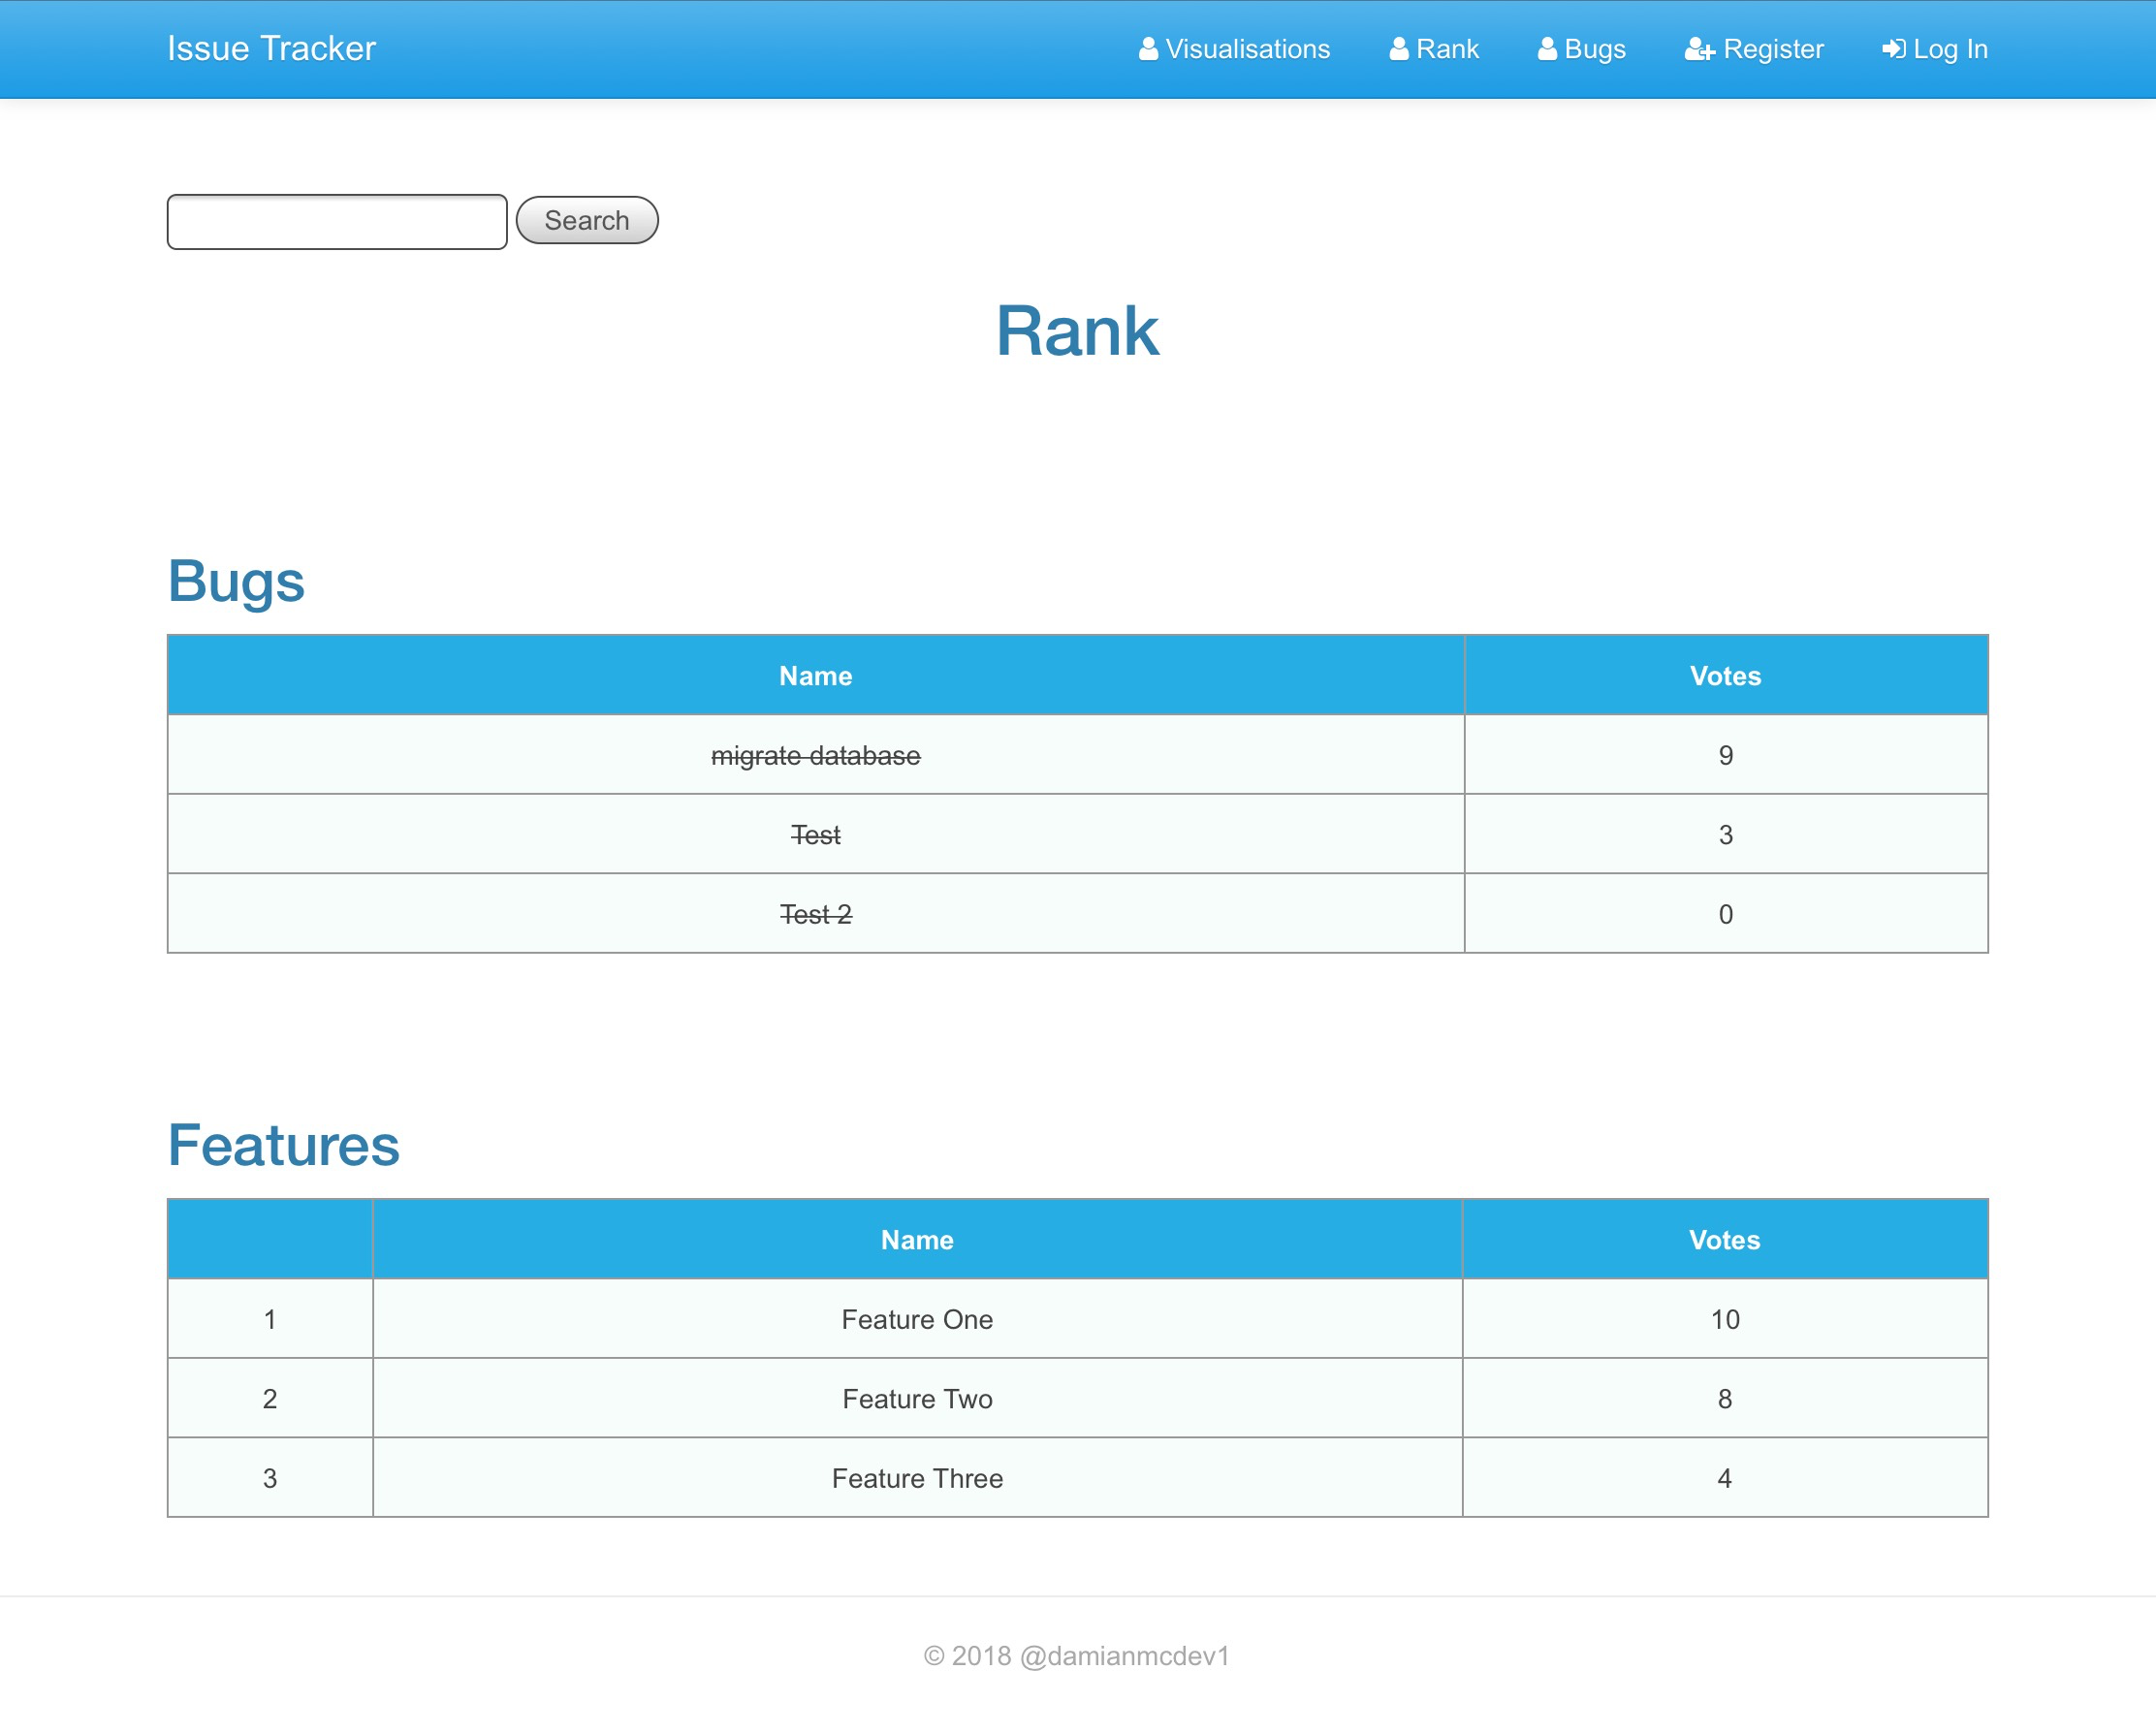 Issue Tracker Visualisations Rank Bugs Register Log In
Search
Rank
Bugs
Name Votes
migrate database 9
Test 3
Test 2 0
Features
Name Votes
1 Feature One 10
2 Feature Two 8
3 Feature Three 4
© 2018 @damianmcdev1